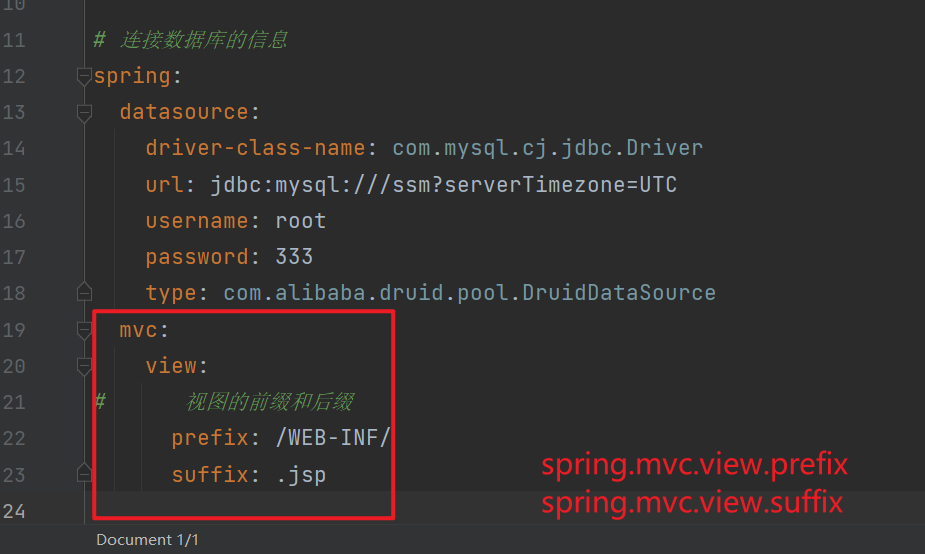 10
11 # 连接数据库的信息
12 spring:
13 datasource:
14 driver-class-name: com.mysql.cj.jdbc.Driver
15 url: jdbc:mysql:///ssm?serverTimezone=UTC
16 username: root
17 password: 333
18 type: com.alibaba.druid.pool.DruidDataSource
19 mvc:
20 view:
21 # 视图的前缀和后缀
22 prefix: /WEB-INF/
23 suffix: .jsp
24
spring.mvc.view.prefix
spring.mvc.view.suffix
Document 1/1